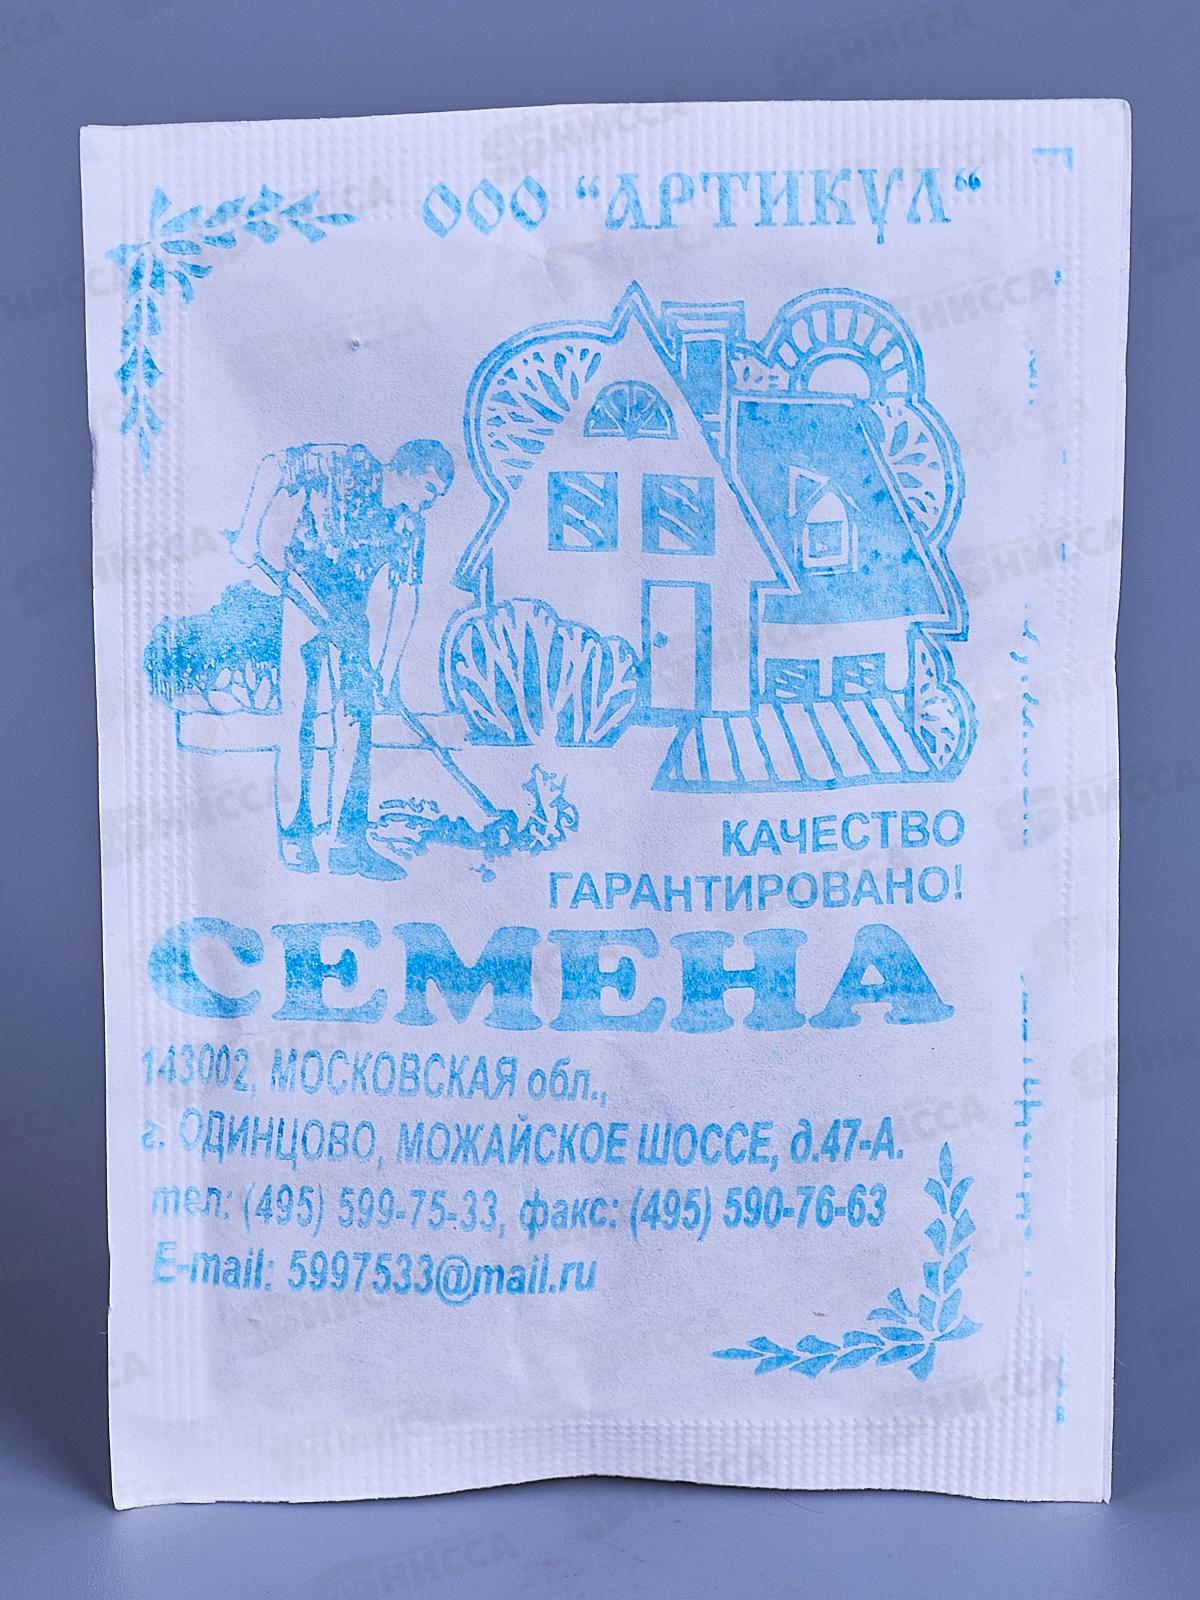 ООО “АРТИКУЛ“
КАЧЕСТВО
ГАРАНТИРОВАНО!
СЕМЕНА
143002, МОСКОВСКАЯ обл.,
г. ОДИНЦОВО, МОЖАЙСКОЕ ШОССЕ, д.47-А.
тел: (495) 599-75-33, факс: (495) 590-76-63
E-mail: 5997533@mail.ru
НИССА